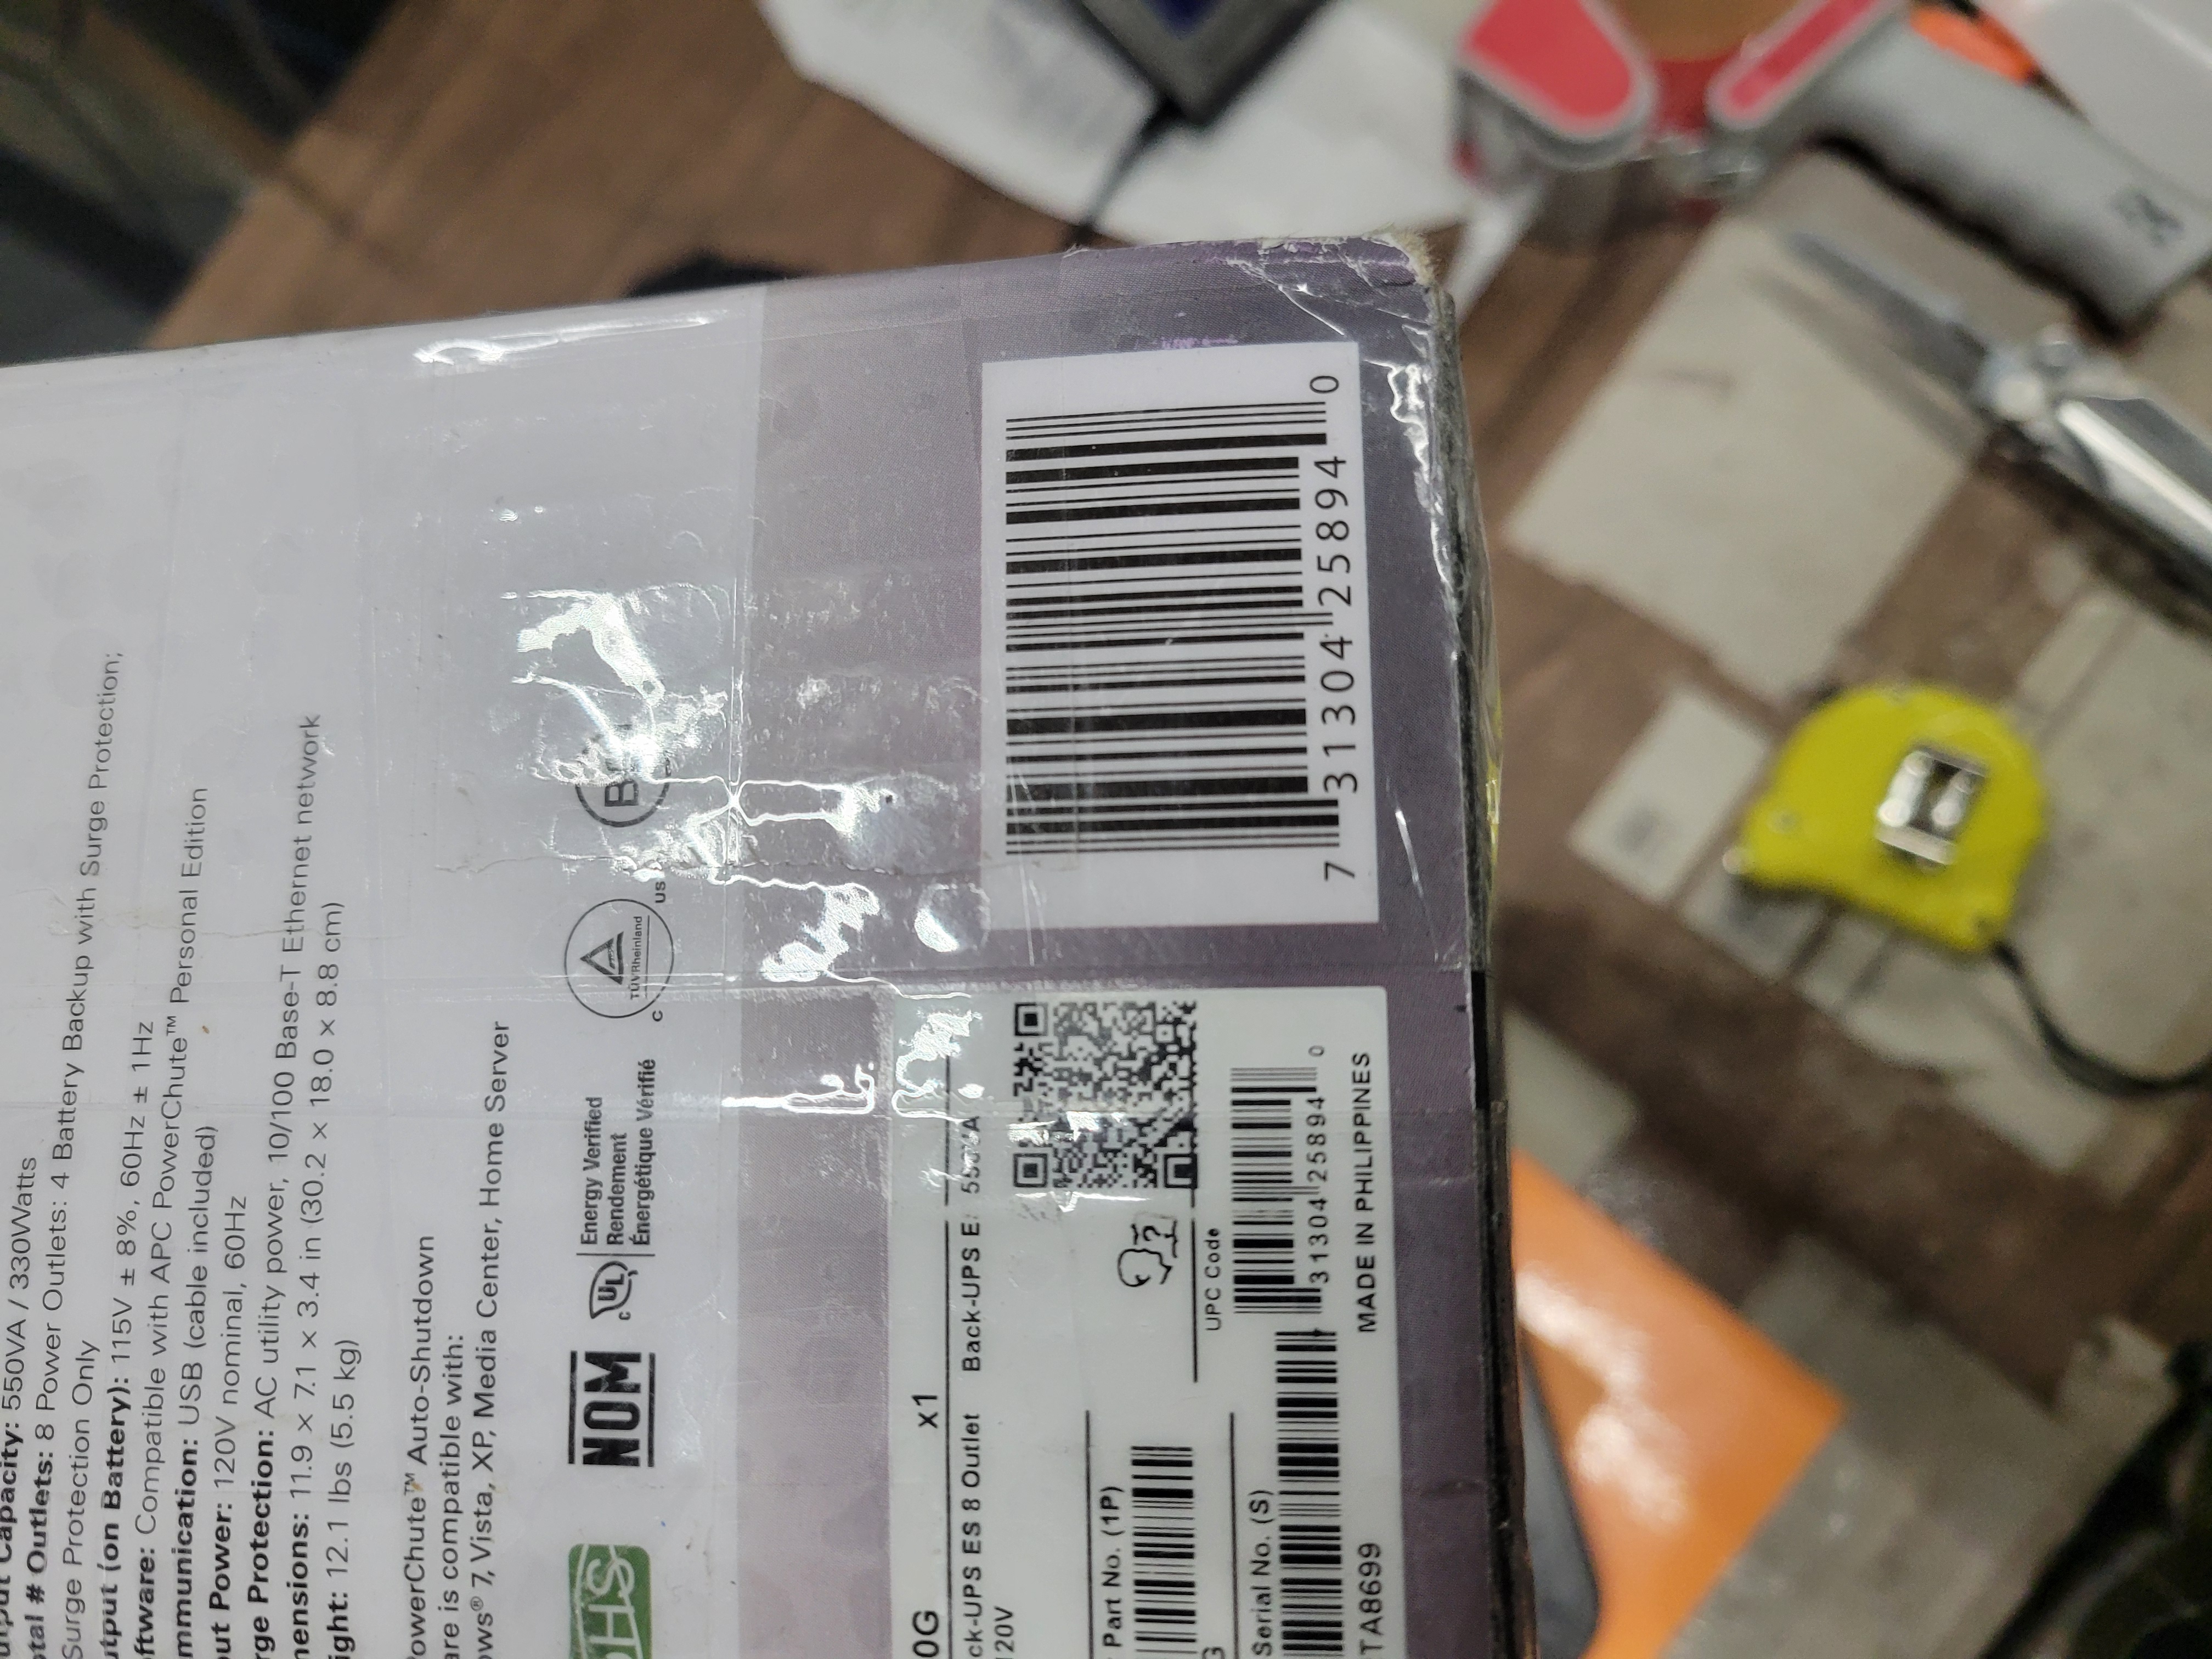 utput Capacity: 550VA / 330Watts
otal # Outlets: 8 Power Outlets: 4 Battery Backup with Surge Protection;
Surge Protection Only
utput (on Battery): 115V ± 8%, 60Hz ± 1Hz
oftware: Compatible with APC PowerChute™ Personal Edition
mmunication: USB (cable included)
put Power: 120V nominal, 60Hz
rge Protection: AC utility power, 10/100 Base-T Ethernet network
mensions: 11.9 × 7.1 × 3.4 in (30.2 × 18.0 × 8.8 cm)
ight: 12.1 lbs (5.5 kg)
PowerChute™ Auto-Shutdown
are is compatible with:
ows® 7, Vista, XP, Media Center, Home Server
NOM
c UL
Energy Verified
Rendement
Énergétique Vérifié
TÜVRheinland
c US
0G x1
ck-UPS ES 8 Outlet Back-UPS E
120V
Part No. (1P)
G
UPC Code
31304 25894 0
Serial No. (S)
TA8699
MADE IN PHILIPPINES
7 31304 25894 0